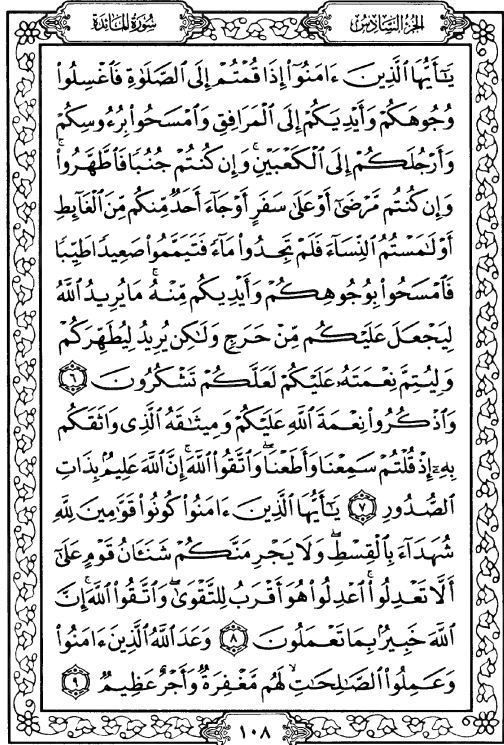 الجزء السادس
سورة المائدة
يَٰٓأَيُّهَا ٱلَّذِينَ ءَامَنُوٓا۟ إِذَا قُمْتُمْ إِلَى ٱلصَّلَوٰةِ فَٱغْسِلُوا۟
وُجُوهَكُمْ وَأَيْدِيَكُمْ إِلَى ٱلْمَرَافِقِ وَٱمْسَحُوا۟ بِرُءُوسِكُمْ
وَأَرْجُلَكُمْ إِلَى ٱلْكَعْبَيْنِ ۚ وَإِن كُنتُمْ جُنُبًا فَٱطَّهَّرُوا۟ ۚ
وَإِن كُنتُم مَّرْضَىٰٓ أَوْ عَلَىٰ سَفَرٍ أَوْ جَآءَ أَحَدٌ مِّنكُم مِّنَ ٱلْغَآئِطِ
أَوْ لَٰمَسْتُمُ ٱلنِّسَآءَ فَلَمْ تَجِدُوا۟ مَآءً فَتَيَمَّمُوا۟ صَعِيدًا طَيِّبًا
فَٱمْسَحُوا۟ بِوُجُوهِكُمْ وَأَيْدِيكُم مِّنْهُ ۚ مَا يُرِيدُ ٱللَّهُ
لِيَجْعَلَ عَلَيْكُم مِّنْ حَرَجٍ وَلَٰكِن يُرِيدُ لِيُطَهِّرَكُمْ
وَلِيُتِمَّ نِعْمَتَهُۥ عَلَيْكُمْ لَعَلَّكُمْ تَشْكُرُونَ ٦
وَٱذْكُرُوا۟ نِعْمَةَ ٱللَّهِ عَلَيْكُمْ وَمِيثَٰقَهُ ٱلَّذِى وَاثَقَكُم
بِهِۦٓ إِذْ قُلْتُمْ سَمِعْنَا وَأَطَعْنَا ۖ وَٱتَّقُوا۟ ٱللَّهَ ۚ إِنَّ ٱللَّهَ عَلِيمٌۢ بِذَاتِ
ٱلصُّدُورِ ٧ يَٰٓأَيُّهَا ٱلَّذِينَ ءَامَنُوا۟ كُونُوا۟ قَوَّٰمِينَ لِلَّهِ
شُهَدَآءَ بِٱلْقِسْطِ ۖ وَلَا يَجْرِمَنَّكُمْ شَنَـَٔانُ قَوْمٍ عَلَىٰٓ
أَلَّا تَعْدِلُوا۟ ۚ ٱعْدِلُوا۟ هُوَ أَقْرَبُ لِلتَّقْوَىٰ ۖ وَٱتَّقُوا۟ ٱللَّهَ ۚ إِنَّ
ٱللَّهَ خَبِيرٌۢ بِمَا تَعْمَلُونَ ٨ وَعَدَ ٱللَّهُ ٱلَّذِينَ ءَامَنُوا۟
وَعَمِلُوا۟ ٱلصَّٰلِحَٰتِ ۙ لَهُم مَّغْفِرَةٌ وَأَجْرٌ عَظِيمٌ ٩
١٠٨